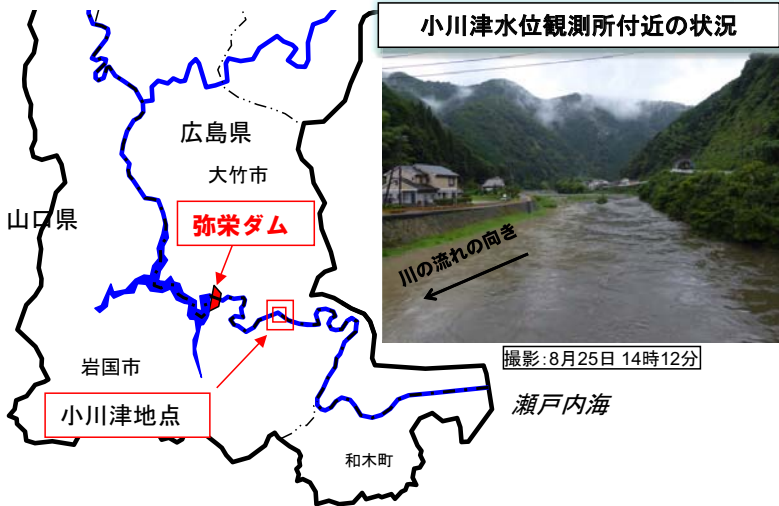 小川津水位観測所付近の状況
広島県
大竹市
山口県
弥栄ダム
川の流れの向き
撮影:8月25日 14時12分
岩国市
瀬戸内海
小川津地点
和木町